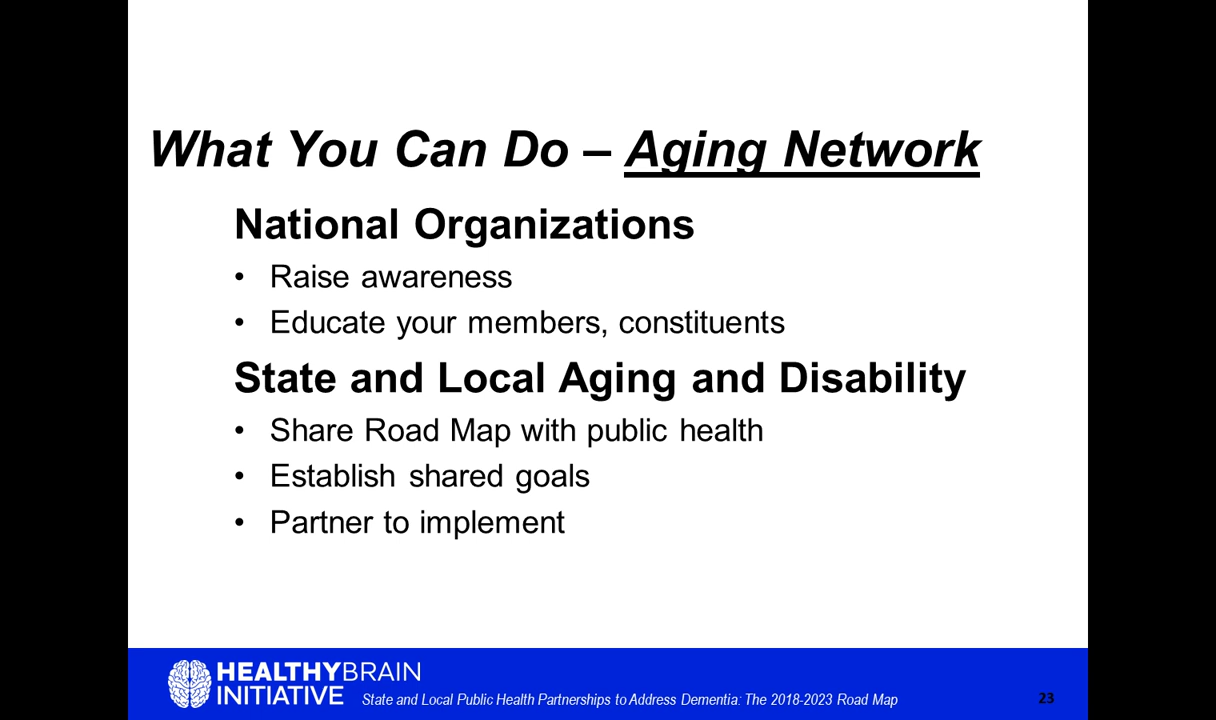 What You Can Do – Aging Network
National Organizations
• Raise awareness
• Educate your members, constituents
State and Local Aging and Disability
• Share Road Map with public health
• Establish shared goals
• Partner to implement
HEALTHYBRAIN
INITIATIVE
State and Local Public Health Partnerships to Address Dementia: The 2018-2023 Road Map
23